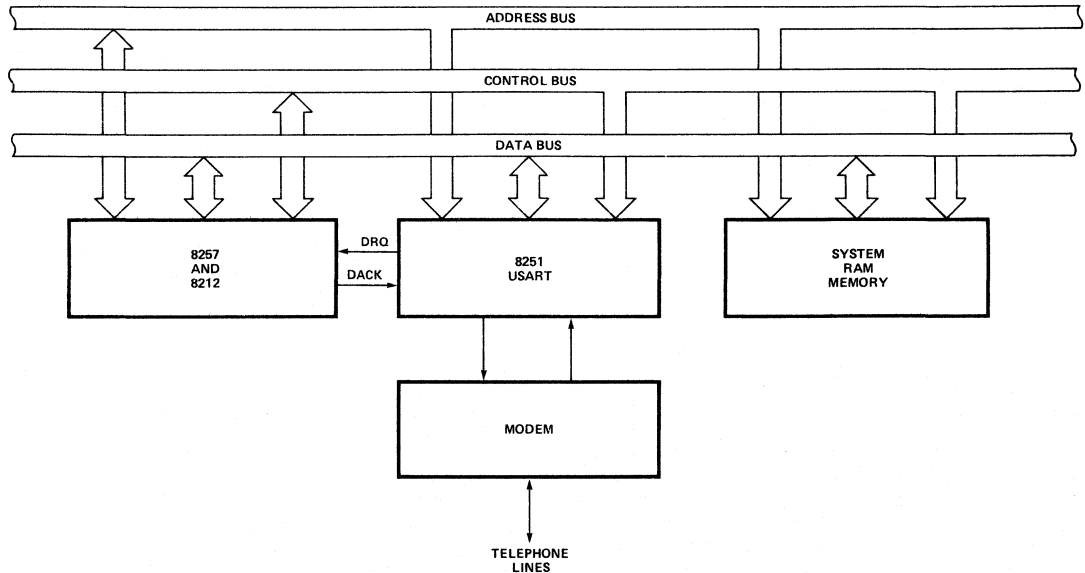 ADDRESS BUS
CONTROL BUS
DATA BUS
8257
AND
8212
DRQ
DACK
8251
USART
SYSTEM
RAM
MEMORY
MODEM
TELEPHONE
LINES